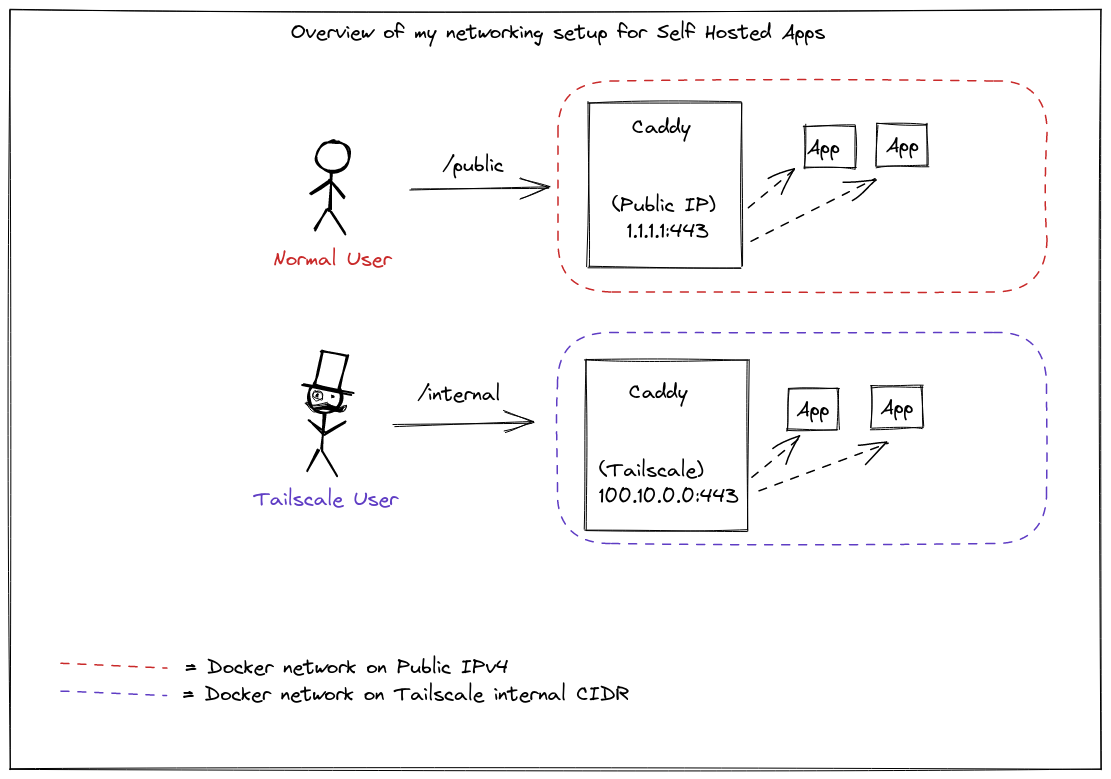 Overview of my networking setup for Self Hosted Apps
Caddy
App
App
/public
(Public IP)
1.1.1.1:443
Normal User
/internal
Caddy
App
App
(Tailscale)
100.10.0.0:443
Tailscale User
= Docker network on Public IPv4
= Docker network on Tailscale internal CIDR